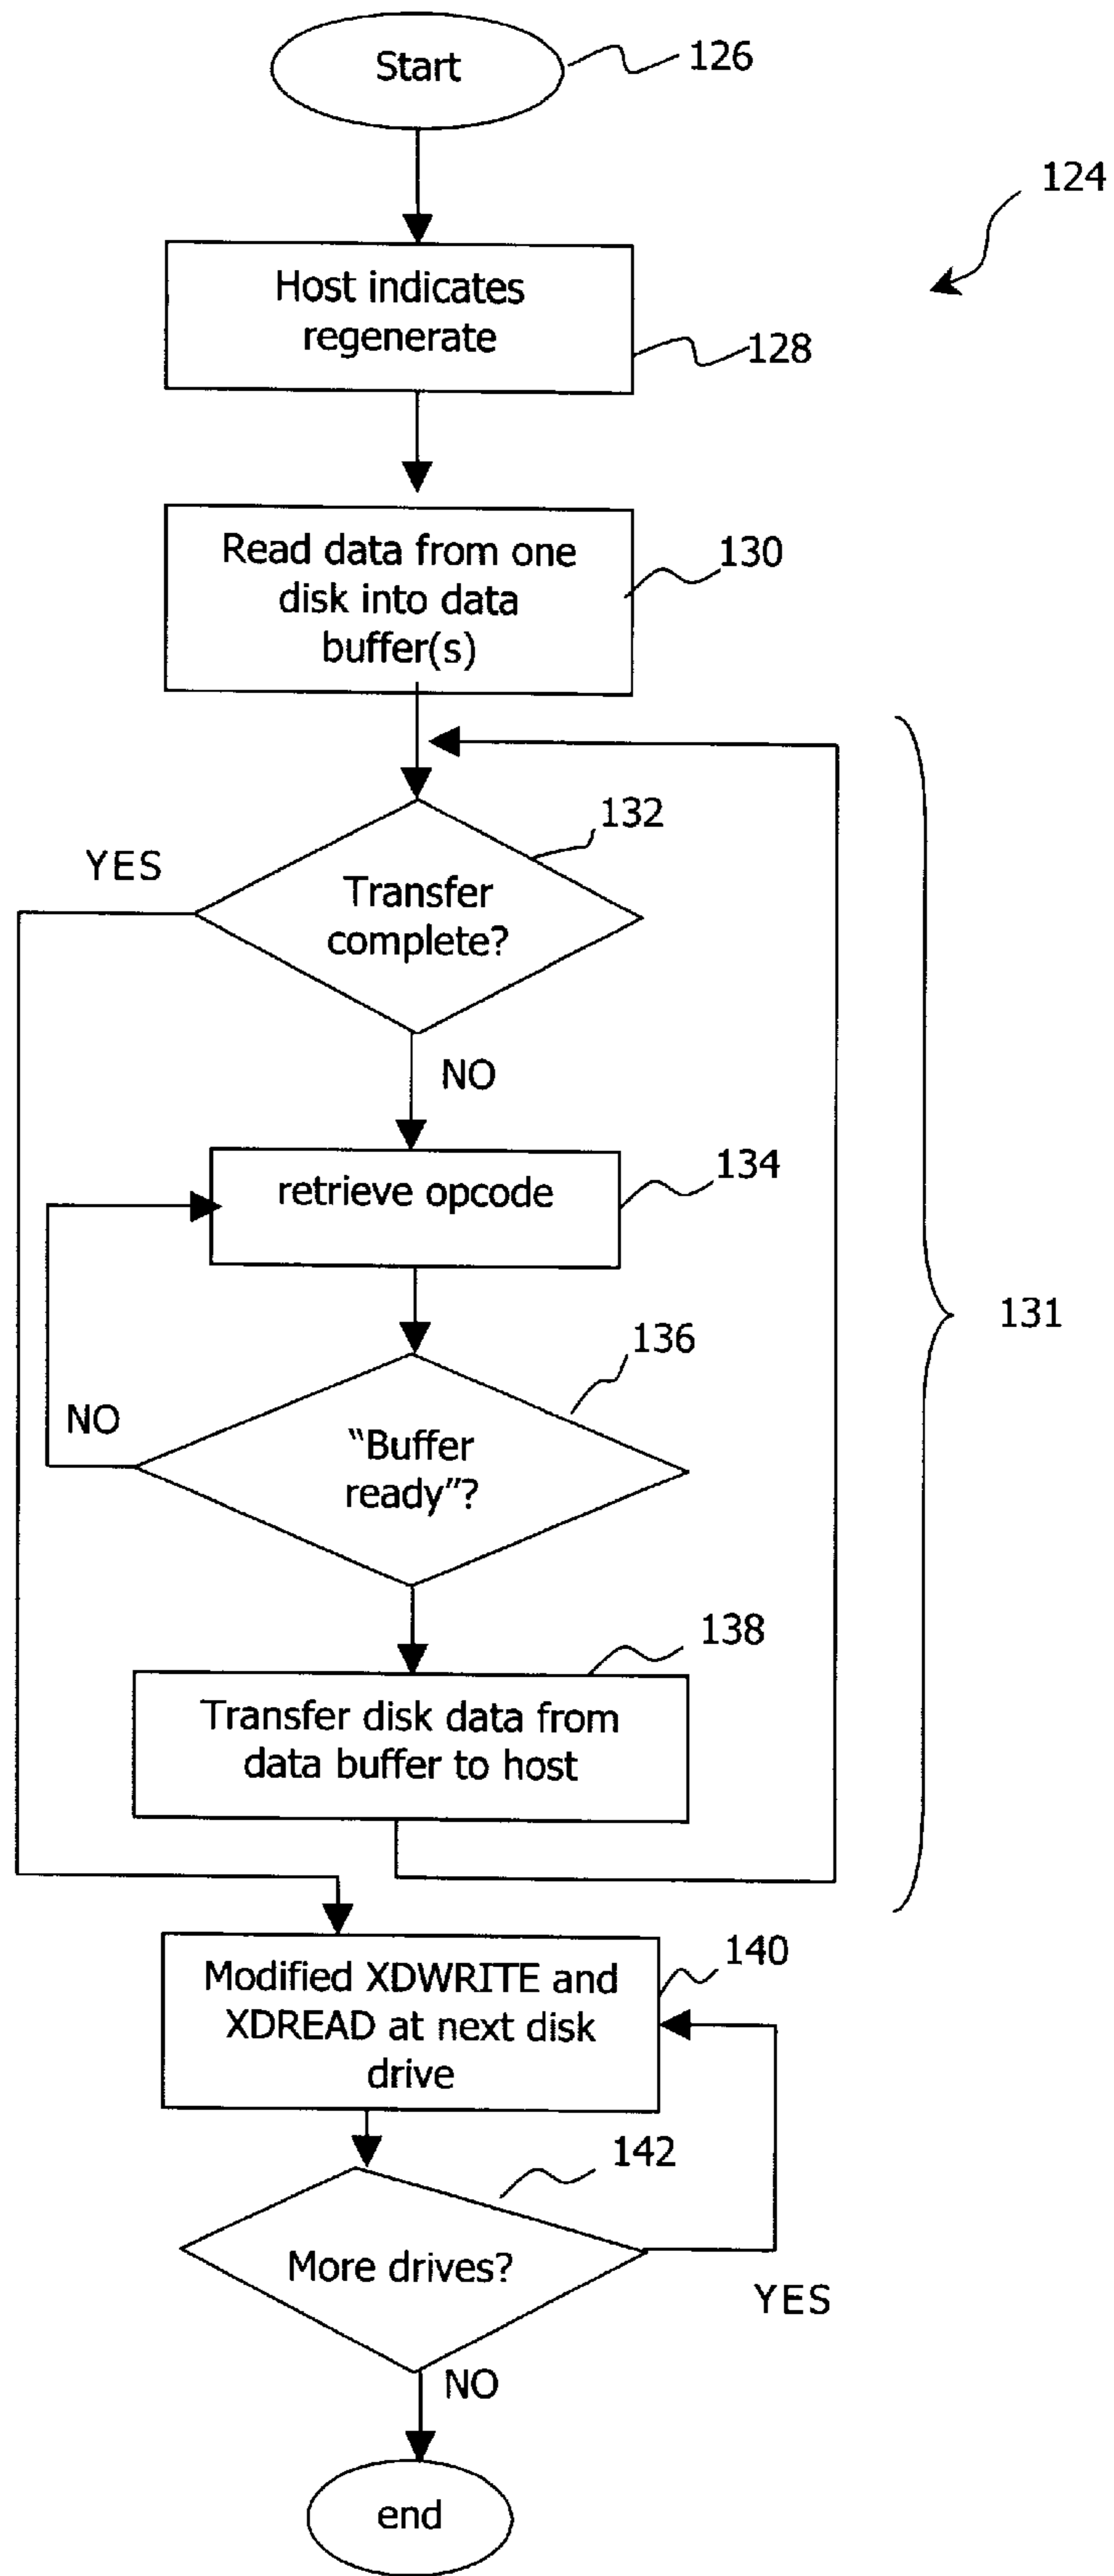 Start
126
124
Host indicates
regenerate
128
Read data from one
disk into data
buffer(s)
130
132
YES
Transfer
complete?
NO
retrieve opcode
134
131
136
NO
“Buffer
ready”?
138
Transfer disk data from
data buffer to host
140
Modified XDWRITE and
XDREAD at next disk
drive
142
More drives?
YES
NO
end